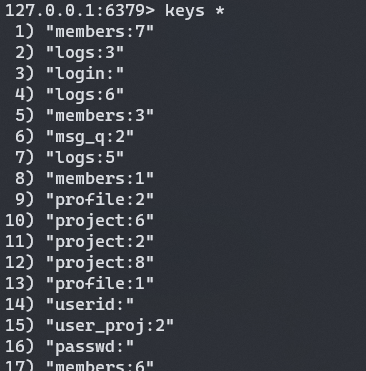 127.0.0.1:6379> keys *
1) "members:7"
2) "logs:3"
3) "login:"
4) "logs:6"
5) "members:3"
6) "msg_q:2"
7) "logs:5"
8) "members:1"
9) "profile:2"
10) "project:6"
11) "project:2"
12) "project:8"
13) "profile:1"
14) "userid:"
15) "user_proj:2"
16) "passwd:"
17) "members:6"